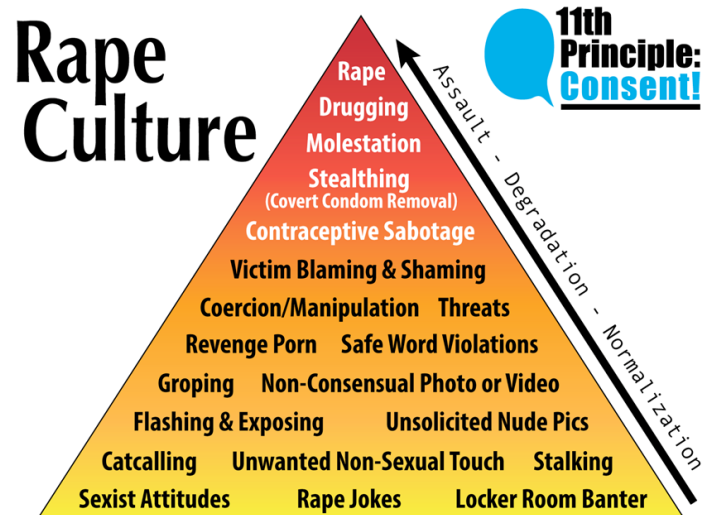 Rape
Culture
11th
Principle:
Consent!
Assault - Degradation - Normalization
Rape
Drugging
Molestation
Stealthing
(Covert Condom Removal)
Contraceptive Sabotage
Victim Blaming & Shaming
Coercion/Manipulation Threats
Revenge Porn Safe Word Violations
Groping Non-Consensual Photo or Video
Flashing & Exposing Unsolicited Nude Pics
Catcalling Unwanted Non-Sexual Touch Stalking
Sexist Attitudes Rape Jokes Locker Room Banter